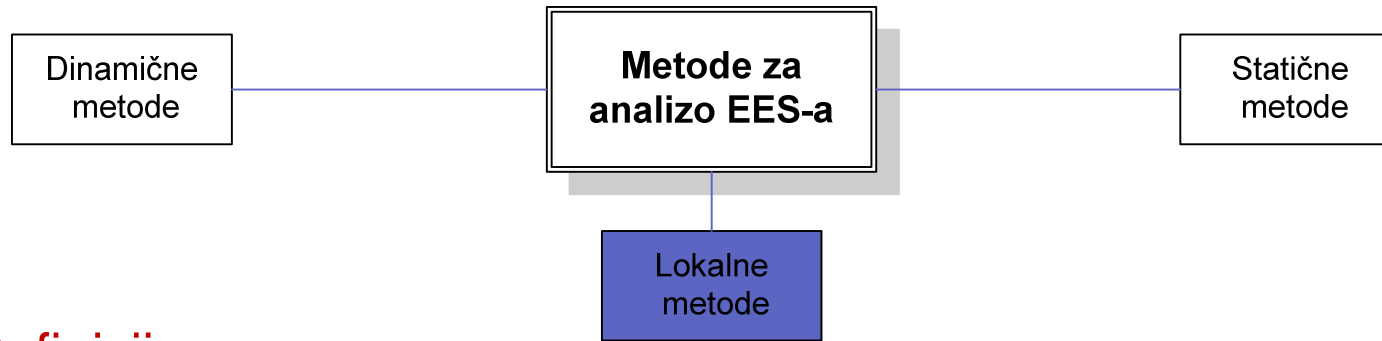 Dinamične
metode
Metode za
analizo EES-a
Statične
metode
Lokalne
metode